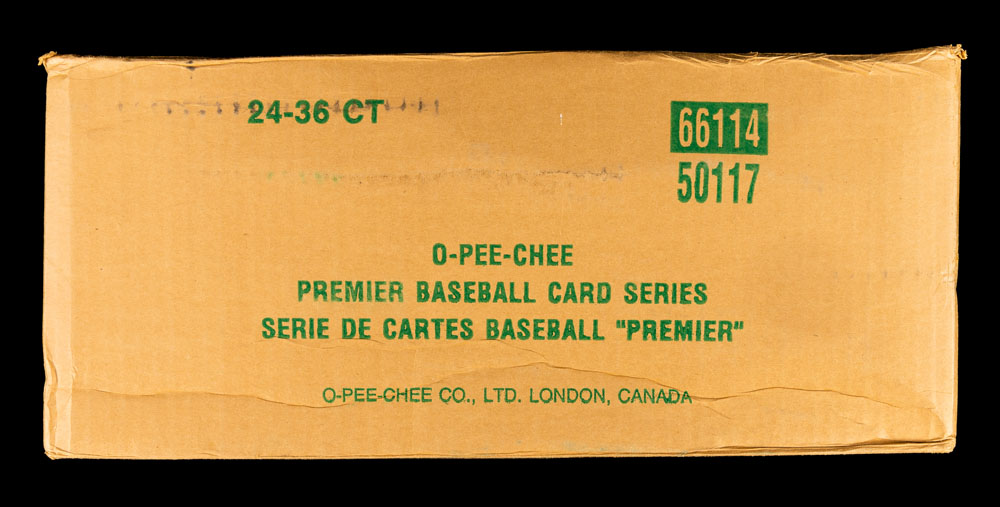 24-36 CT
66114
50117
O-PEE-CHEE
PREMIER BASEBALL CARD SERIES
SERIE DE CARTES BASEBALL "PREMIER"
O-PEE-CHEE CO., LTD. LONDON, CANADA